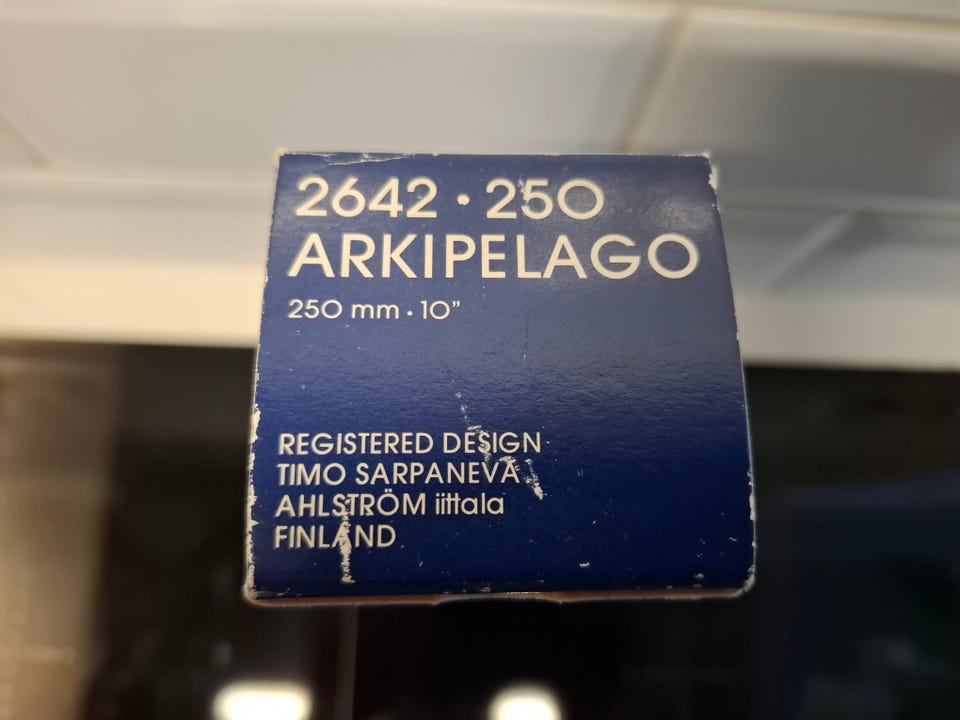 2642 · 250
ARKIPELAGO
250 mm · 10”
REGISTERED DESIGN
TIMO SARPANEVA
AHLSTRÖM iittala
FINLAND